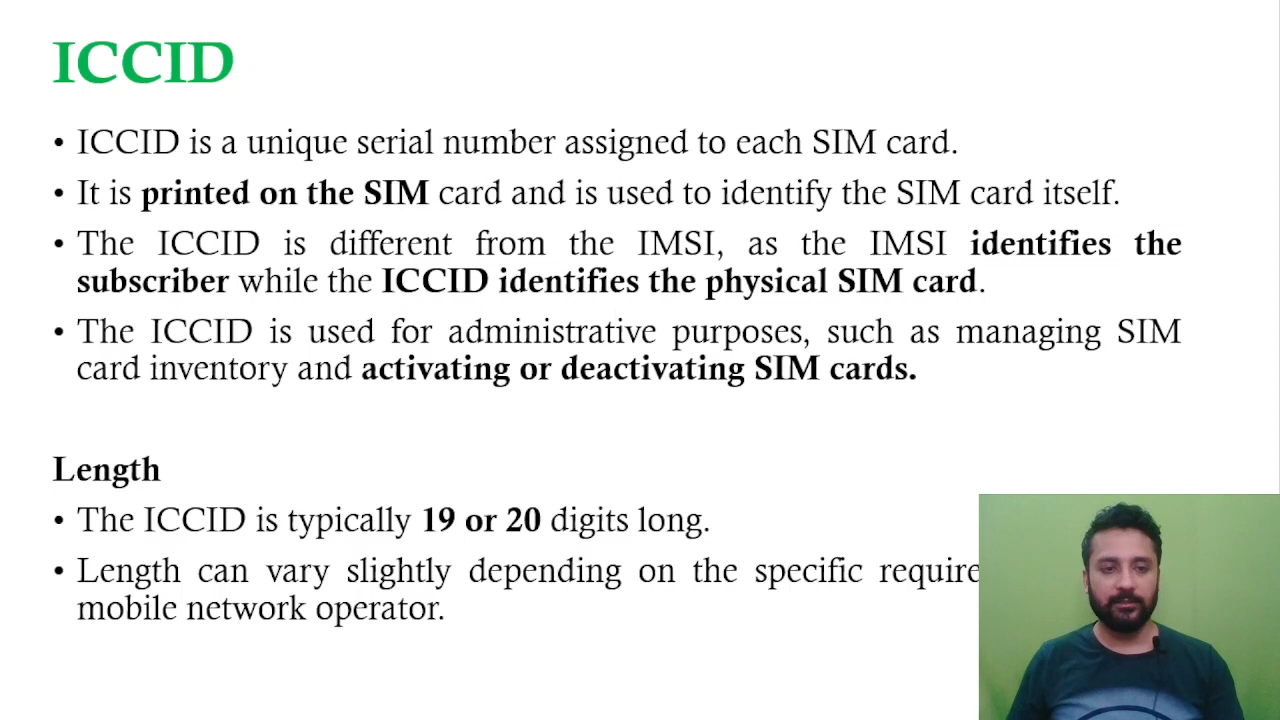 ICCID
• ICCID is a unique serial number assigned to each SIM card.
• It is printed on the SIM card and is used to identify the SIM card itself.
• The ICCID is different from the IMSI, as the IMSI identifies the
subscriber while the ICCID identifies the physical SIM card.
• The ICCID is used for administrative purposes, such as managing SIM
card inventory and activating or deactivating SIM cards.
Length
• The ICCID is typically 19 or 20 digits long.
• Length can vary slightly depending on the specific
mobile network operator.